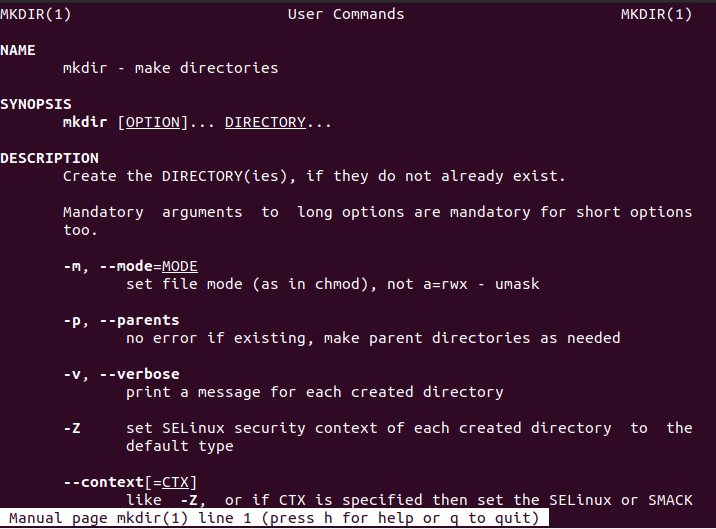 MKDIR(1) User Commands MKDIR(1)
NAME
mkdir - make directories
SYNOPSIS
mkdir [OPTION]... DIRECTORY...
DESCRIPTION
Create the DIRECTORY(ies), if they do not already exist.
Mandatory arguments to long options are mandatory for short options
too.
-m, --mode=MODE
set file mode (as in chmod), not a=rwx - umask
-p, --parents
no error if existing, make parent directories as needed
-v, --verbose
print a message for each created directory
-Z set SELinux security context of each created directory to the
default type
--context[=CTX]
like -Z, or if CTX is specified then set the SELinux or SMACK
Manual page mkdir(1) line 1 (press h for help or q to quit)